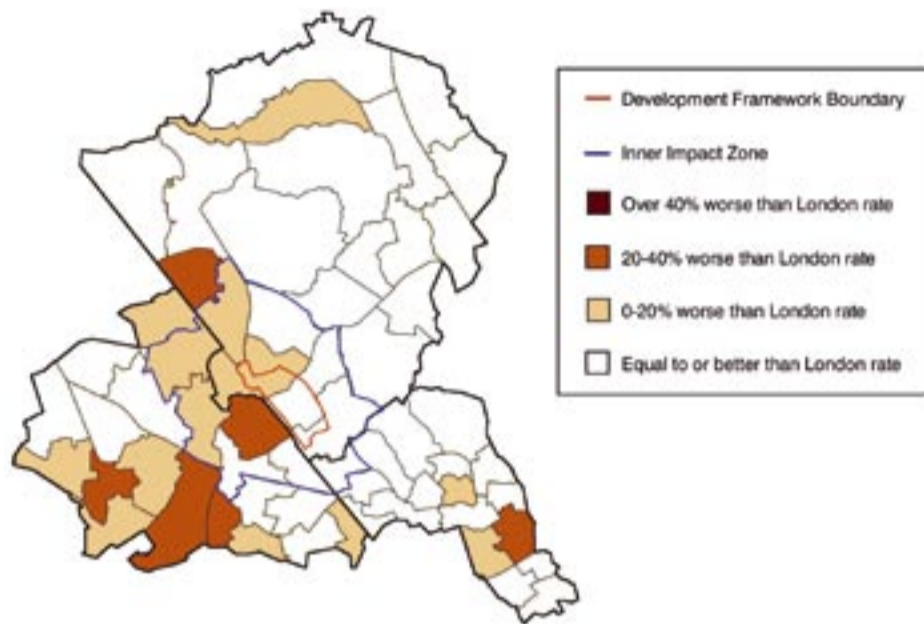 Development Framework Boundary
Inner Impact Zone
Over 40% worse than London rate
20-40% worse than London rate
0-20% worse than London rate
Equal to or better than London rate